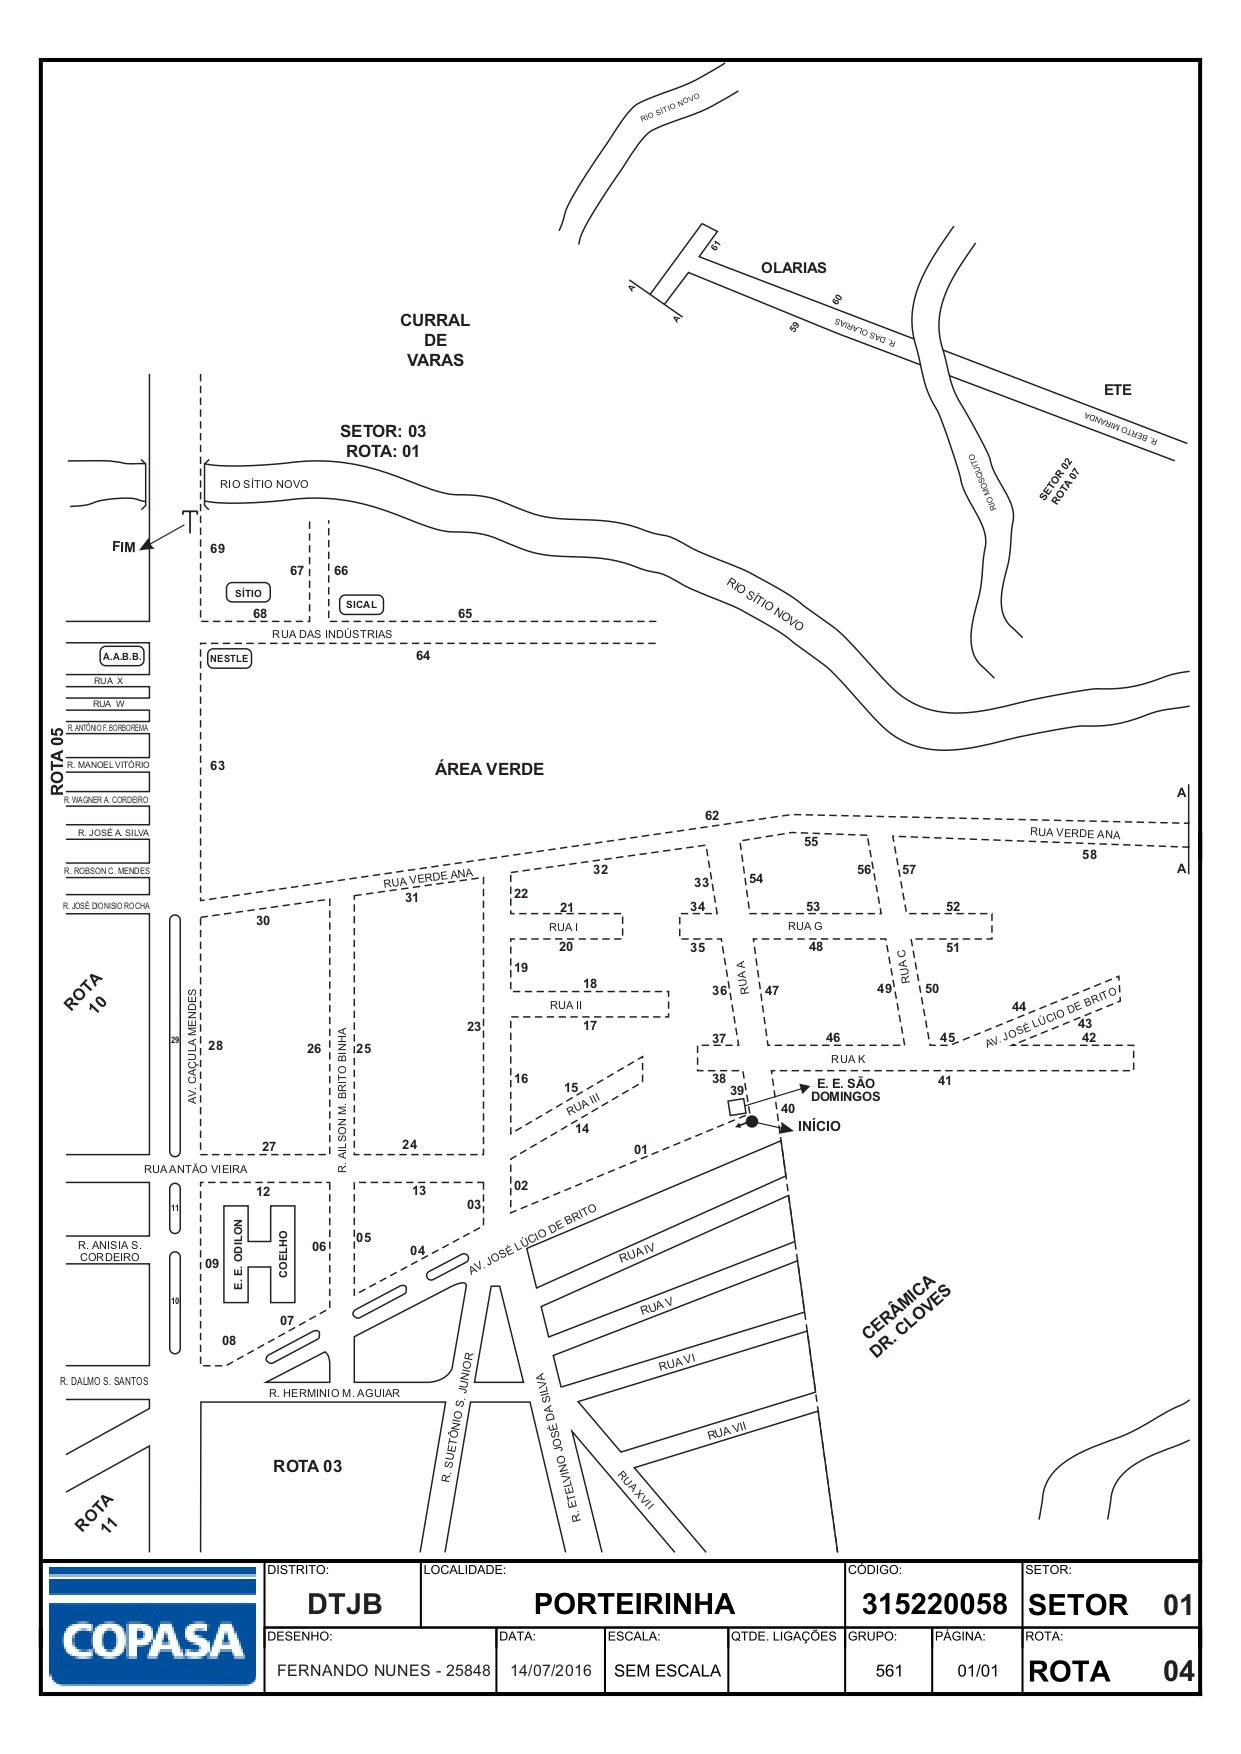 RIO SÍTIO NOVO
61
OLARIAS
A
A
60
59
R. DAS OLARIAS
CURRAL
DE
VARAS
ETE
R. BERTO MIRANDA
SETOR: 03
ROTA: 01
SETOR 02
ROTA 07
RIO MOSQUITO
RIO SÍTIO NOVO
FIM
69
67
66
SÍTIO
SICAL
68
65
RIO SÍTIO NOVO
RUA DAS INDÚSTRIAS
A.A.B.B.
NESTLE
64
RUA X
RUA W
R. ANTÔNIO F. BORBOREMA
ROTA 05
R. MANOEL VITÓRIO
63
ÁREA VERDE
R. WAGNER A. CORDEIRO
A
R. JOSÉ A. SILVA
62
RUA VERDE ANA
55
58
R. ROBSON C. MENDES
RUA VERDE ANA
32
33
54
56
57
A
R. JOSÉ DIONISIO ROCHA
31
22
30
21
34
53
52
RUA I
RUA G
20
35
48
51
19
RUA A
RUA C
ROTA
10
18
36
47
49
50
RUA II
44
AV. JOSÉ LÚCIO DE BRITO
AV. CAÇULA MENDES
23
17
43
29
28
26
R. AILSON M. BRITO BINHA
25
37
46
45
42
RUA K
16
15
38
41
39
E. E. SÃO
DOMINGOS
RUA III
40
14
INÍCIO
27
24
01
RUA ANTÃO VIEIRA
12
13
02
11
03
AV. JOSÉ LÚCIO DE BRITO
R. ANISIA S.
CORDEIRO
E. E. ODILON
COELHO
06
05
04
RUA IV
09
10
RUA V
07
08
CERÂMICA
DR. CLOVES
RUA VI
R. DALMO S. SANTOS
R. HERMINIO M. AGUIAR
R. SUETÔNIO S. JUNIOR
R. ETELVINO JOSÉ DA SILVA
RUA VII
ROTA 03
RUA XVII
ROTA
11
COPASA
DISTRITO:
DTJB
LOCALIDADE:
PORTEIRINHA
CÓDIGO:
315220058
SETOR:
SETOR 01
DESENHO:
FERNANDO NUNES - 25848
DATA:
14/07/2016
ESCALA:
SEM ESCALA
QTDE. LIGAÇÕES
GRUPO:
561
PÁGINA:
01/01
ROTA:
ROTA 04